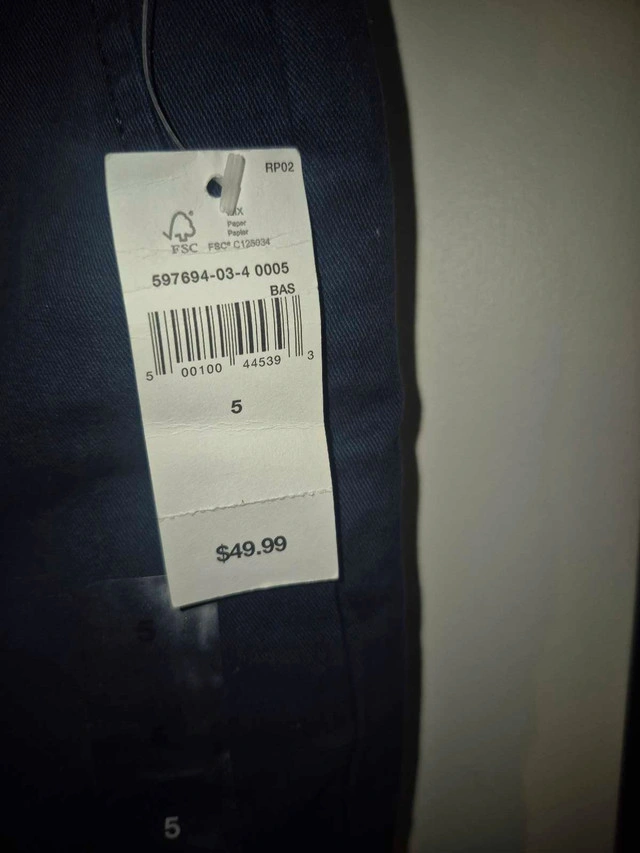 RP02
Paper
Papier
FSC FSC® C125034
597694-03-4 0005
BAS
5 00100 44539 3
5
$49.99
5
5